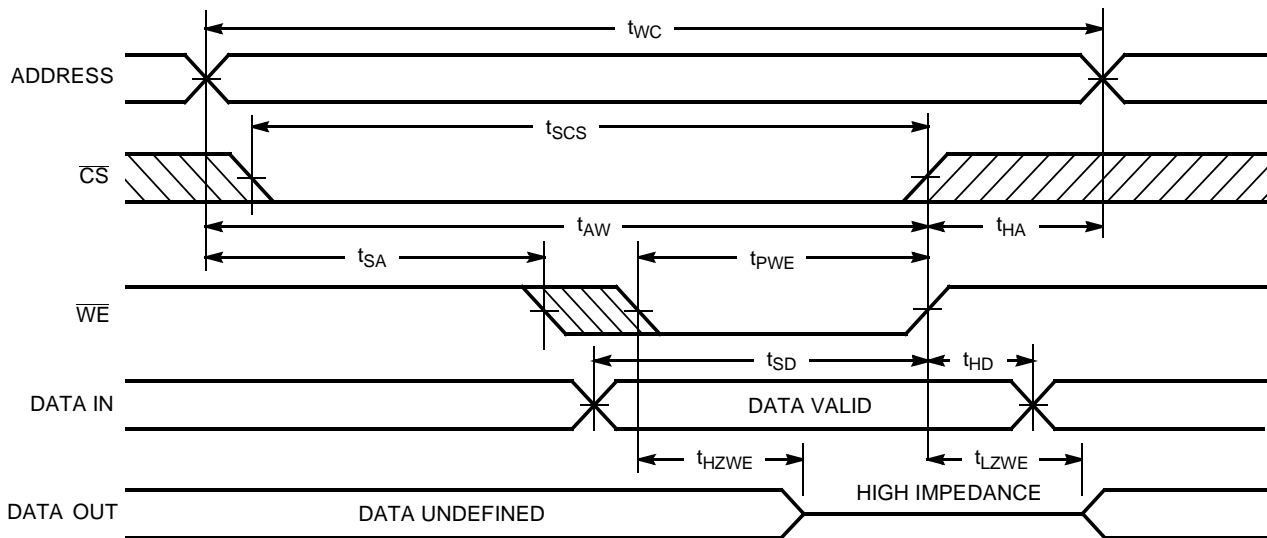 tWC
ADDRESS
tSCS
CS
tAW
tHA
tSA
tPWE
WE
tSD
tHD
DATA IN
DATA VALID
tHZWE
tLZWE
HIGH IMPEDANCE
DATA OUT
DATA UNDEFINED